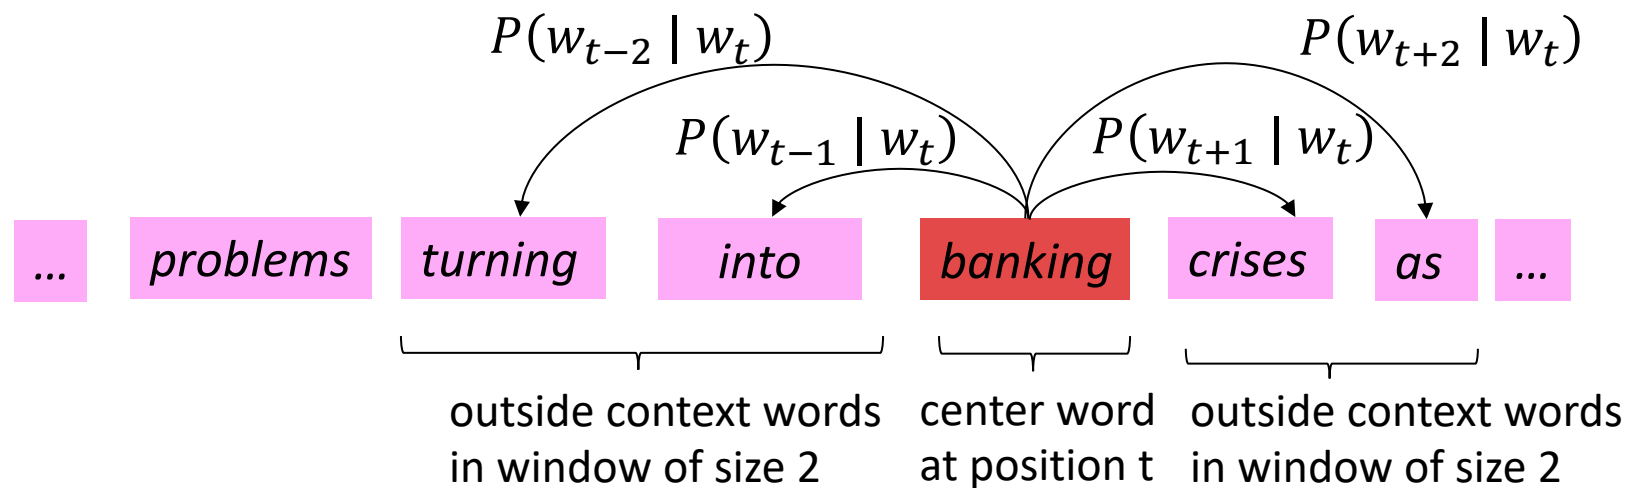 P(w_{t−2} | w_t)
P(w_{t+2} | w_t)
P(w_{t−1} | w_t)
P(w_{t+1} | w_t)
... problems turning into banking crises as ...
outside context words
in window of size 2
center word
at position t
outside context words
in window of size 2